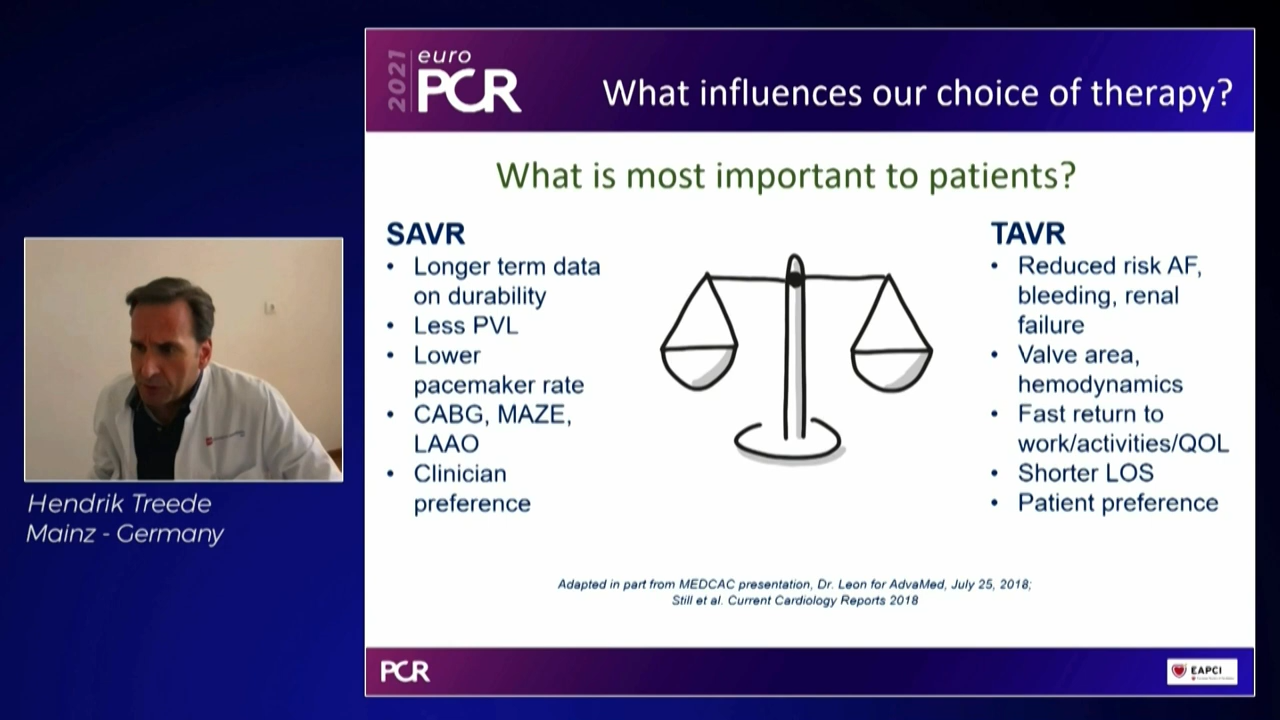 2021
euro
PCR
What influences our choice of therapy?
What is most important to patients?
SAVR
• Longer term data
on durability
• Less PVL
• Lower
pacemaker rate
• CABG, MAZE,
LAAO
• Clinician
preference
TAVR
• Reduced risk AF,
bleeding, renal
failure
• Valve area,
hemodynamics
• Fast return to
work/activities/QOL
• Shorter LOS
• Patient preference
Hendrik Treede
Mainz - Germany
Adapted in part from MEDCAC presentation, Dr. Leon for AdvaMed, July 25, 2018;
Still et al. Current Cardiology Reports 2018
PCR
EAPCI